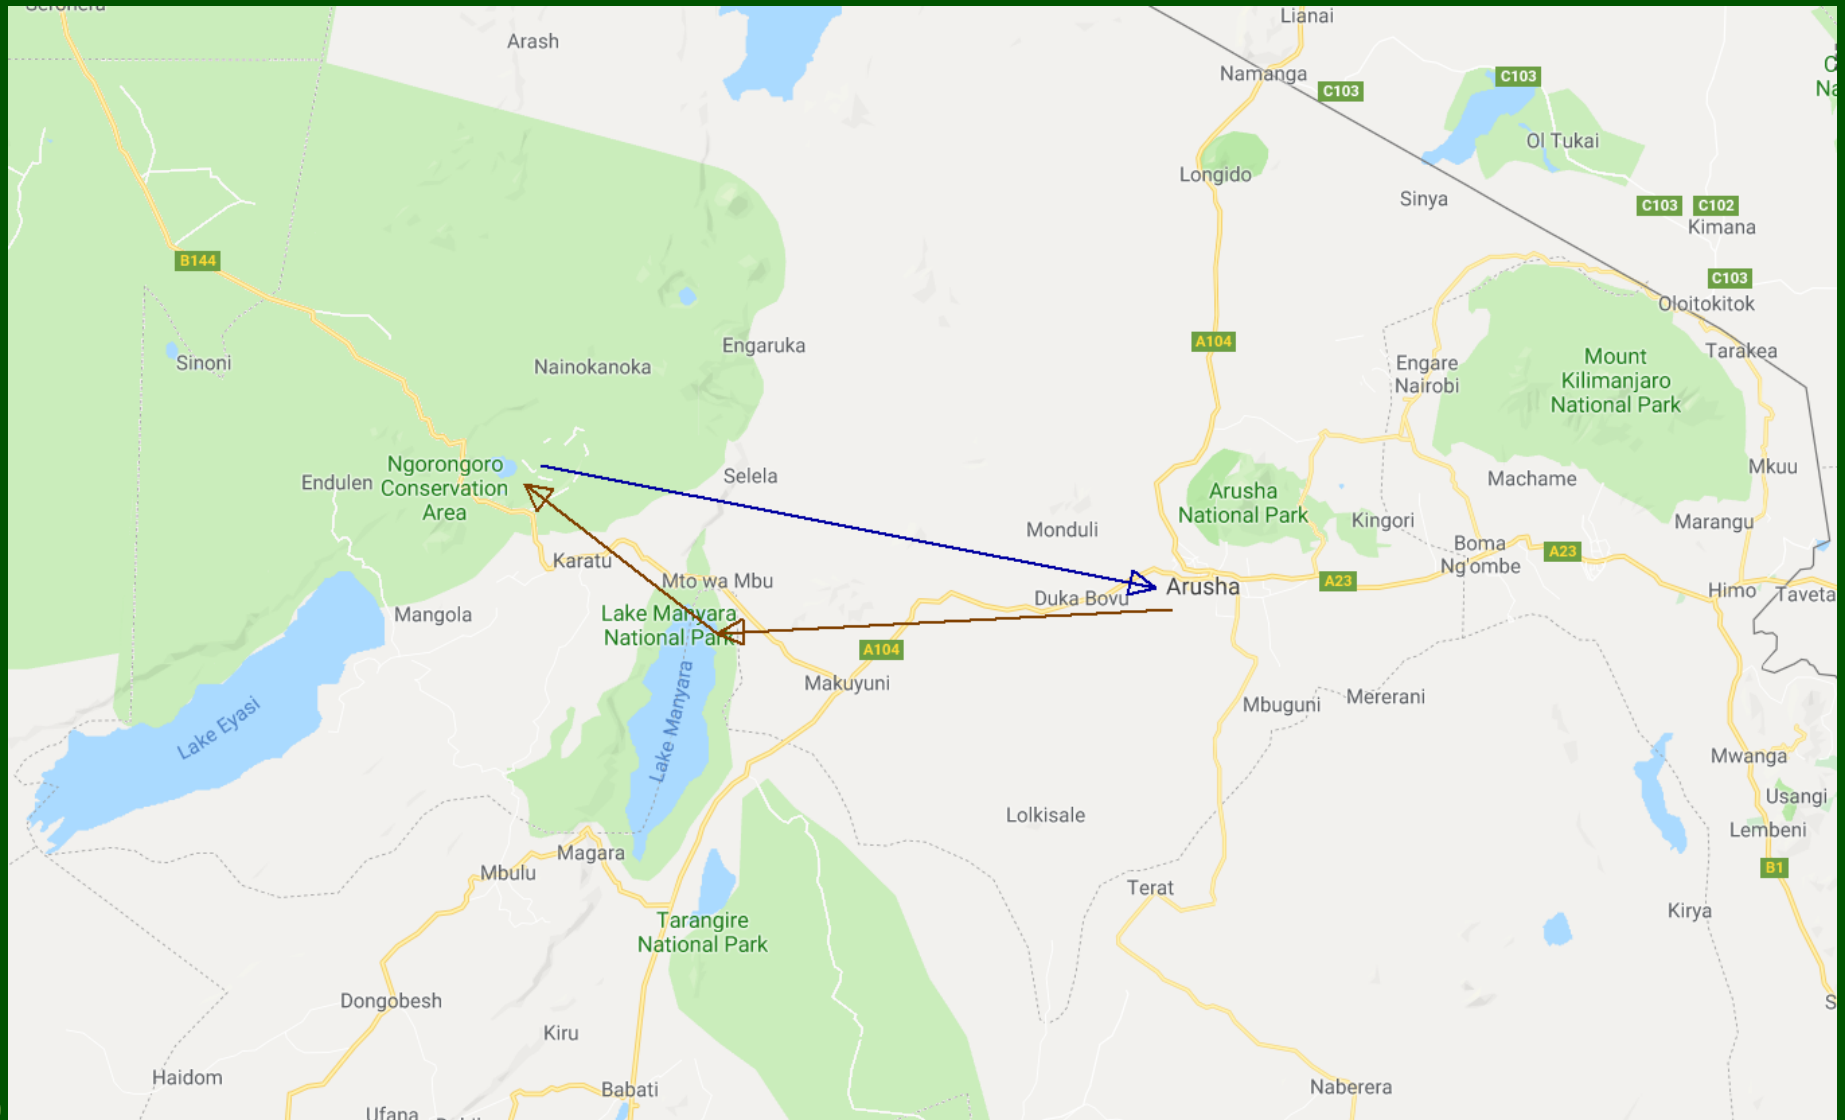 Seronera
Arash
Lianai
Namanga
C103
C103
Ol Tukai
Longido
Sinya
C103
C102
Kimana
B144
C103
Oloitokitok
A104
Engaruka
Tarakea
Sinoni
Nainokanoka
Engare
Nairobi
Mount
Kilimanjaro
National Park
Ngorongoro
Conservation
Area
Endulen
Selela
Mkuu
Machame
Arusha
National Park
Kingori
Marangu
Monduli
Boma
Ng'ombe
A23
Karatu
Mto wa Mbu
Arusha
A23
Himo
Taveta
Duka Bovu
Mangola
Lake Manyara
National Park
A104
Makuyuni
Lake Manyara
Lake Eyasi
Mbuguni
Mererani
Mwanga
Usangi
Lolkisale
Lembeni
Magara
Mbulu
B1
Terat
Kirya
Tarangire
National Park
Dongobesh
Kiru
Haidom
Babati
Naberera
Ufana